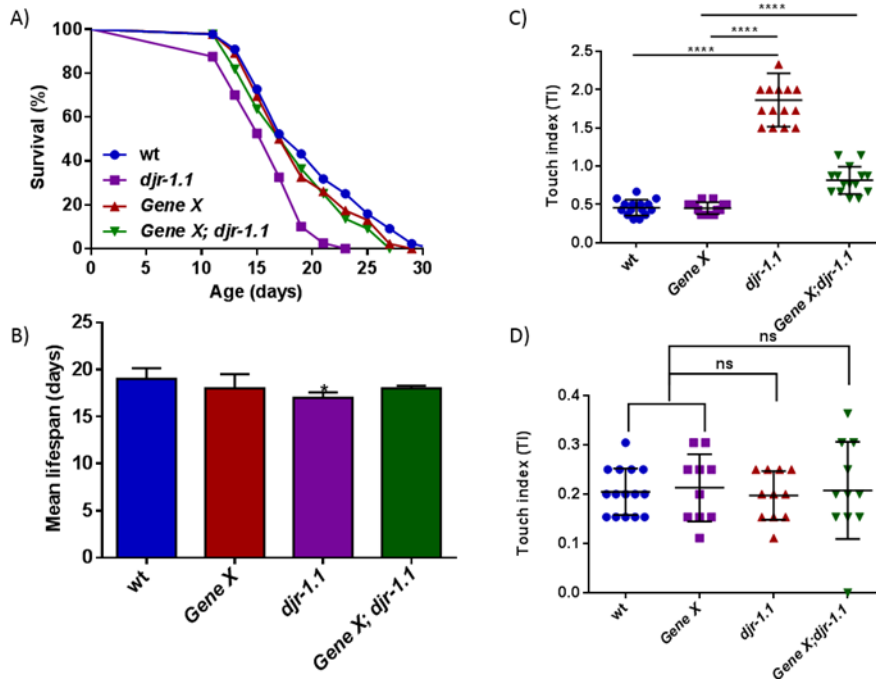 A)
100
80
60
40
20
0
Survival (%)
wt
djr-1.1
Gene X
Gene X; djr-1.1
0 5 10 15 20 25 30
Age (days)
B)
25
20
15
10
5
0
Mean lifespan (days)
*
wt
Gene X
djr-1.1
Gene X; djr-1.1
C)
****
****
****
2.5
2.0
1.5
1.0
0.5
0.0
Touch index (TI)
wt
Gene X
djr-1.1
Gene X;djr-1.1
D)
ns
ns
0.4
0.3
0.2
0.1
0.0
Touch index (TI)
wt
Gene X
djr-1.1
Gene X;djr-1.1